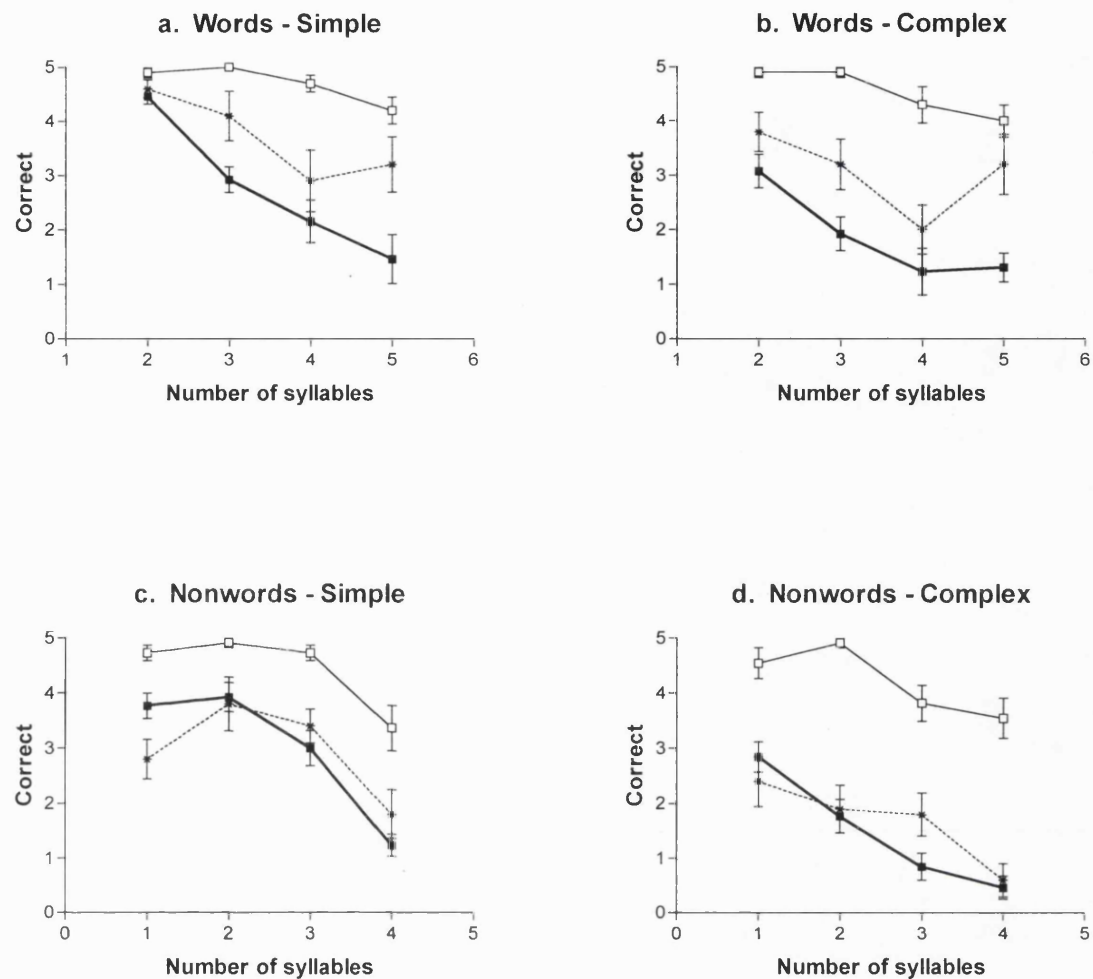 a. Words - Simple
5
4
3
2
1
0
Correct
1 2 3 4 5 6
Number of syllables
b. Words - Complex
5
4
3
2
1
0
Correct
1 2 3 4 5 6
Number of syllables
c. Nonwords - Simple
5
4
3
2
1
0
Correct
0 1 2 3 4 5
Number of syllables
d. Nonwords - Complex
5
4
3
2
1
0
Correct
0 1 2 3 4 5
Number of syllables